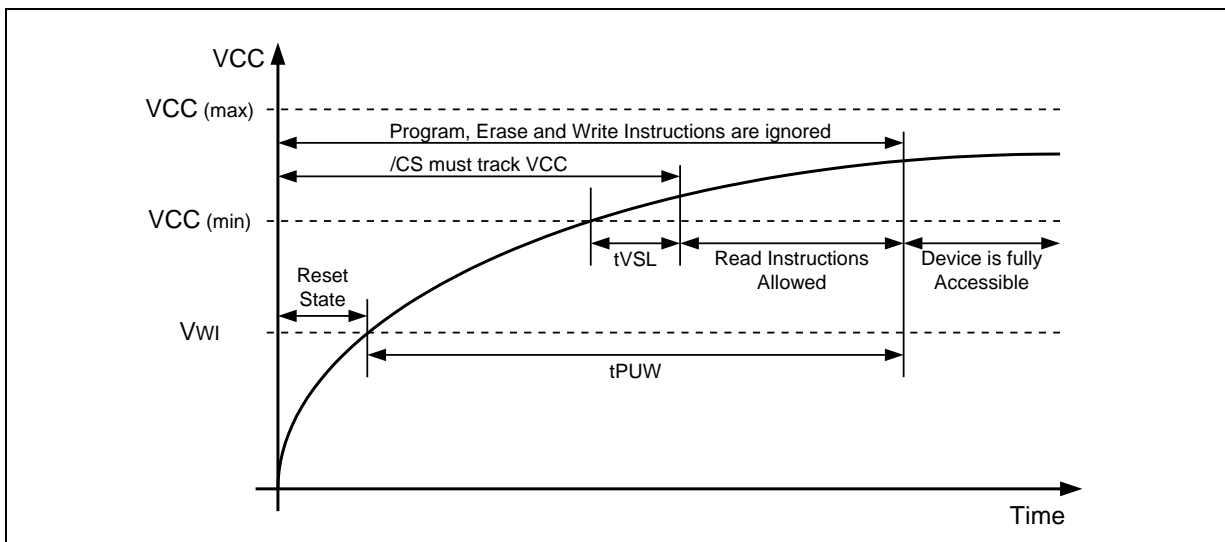 VCC
VCC (max)
Program, Erase and Write Instructions are ignored
/CS must track VCC
VCC (min)
tVSL
Read Instructions
Allowed
Device is fully
Accessible
Reset
State
VWI
tPUW
Time